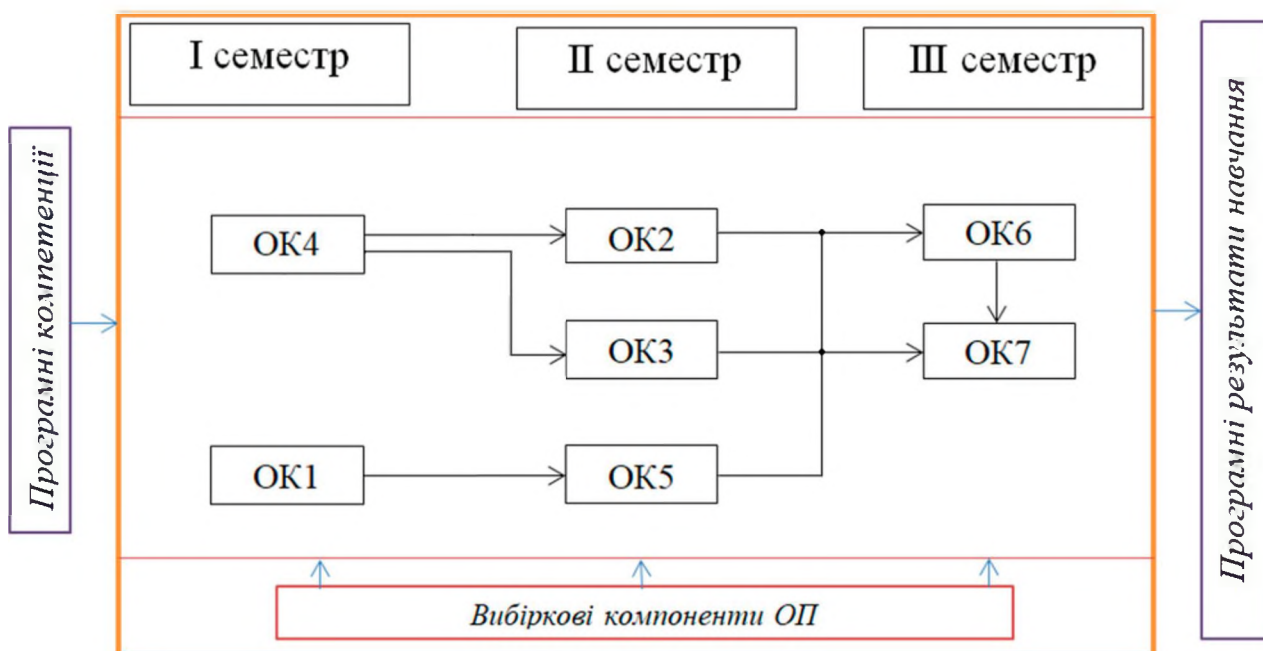 І семестр
ІІ семестр
ІІІ семестр
Програмні компетенції
ОК4
ОК2
ОК6
ОК3
ОК7
ОК1
ОК5
Вибіркові компоненти ОП
Програмні результати навчання